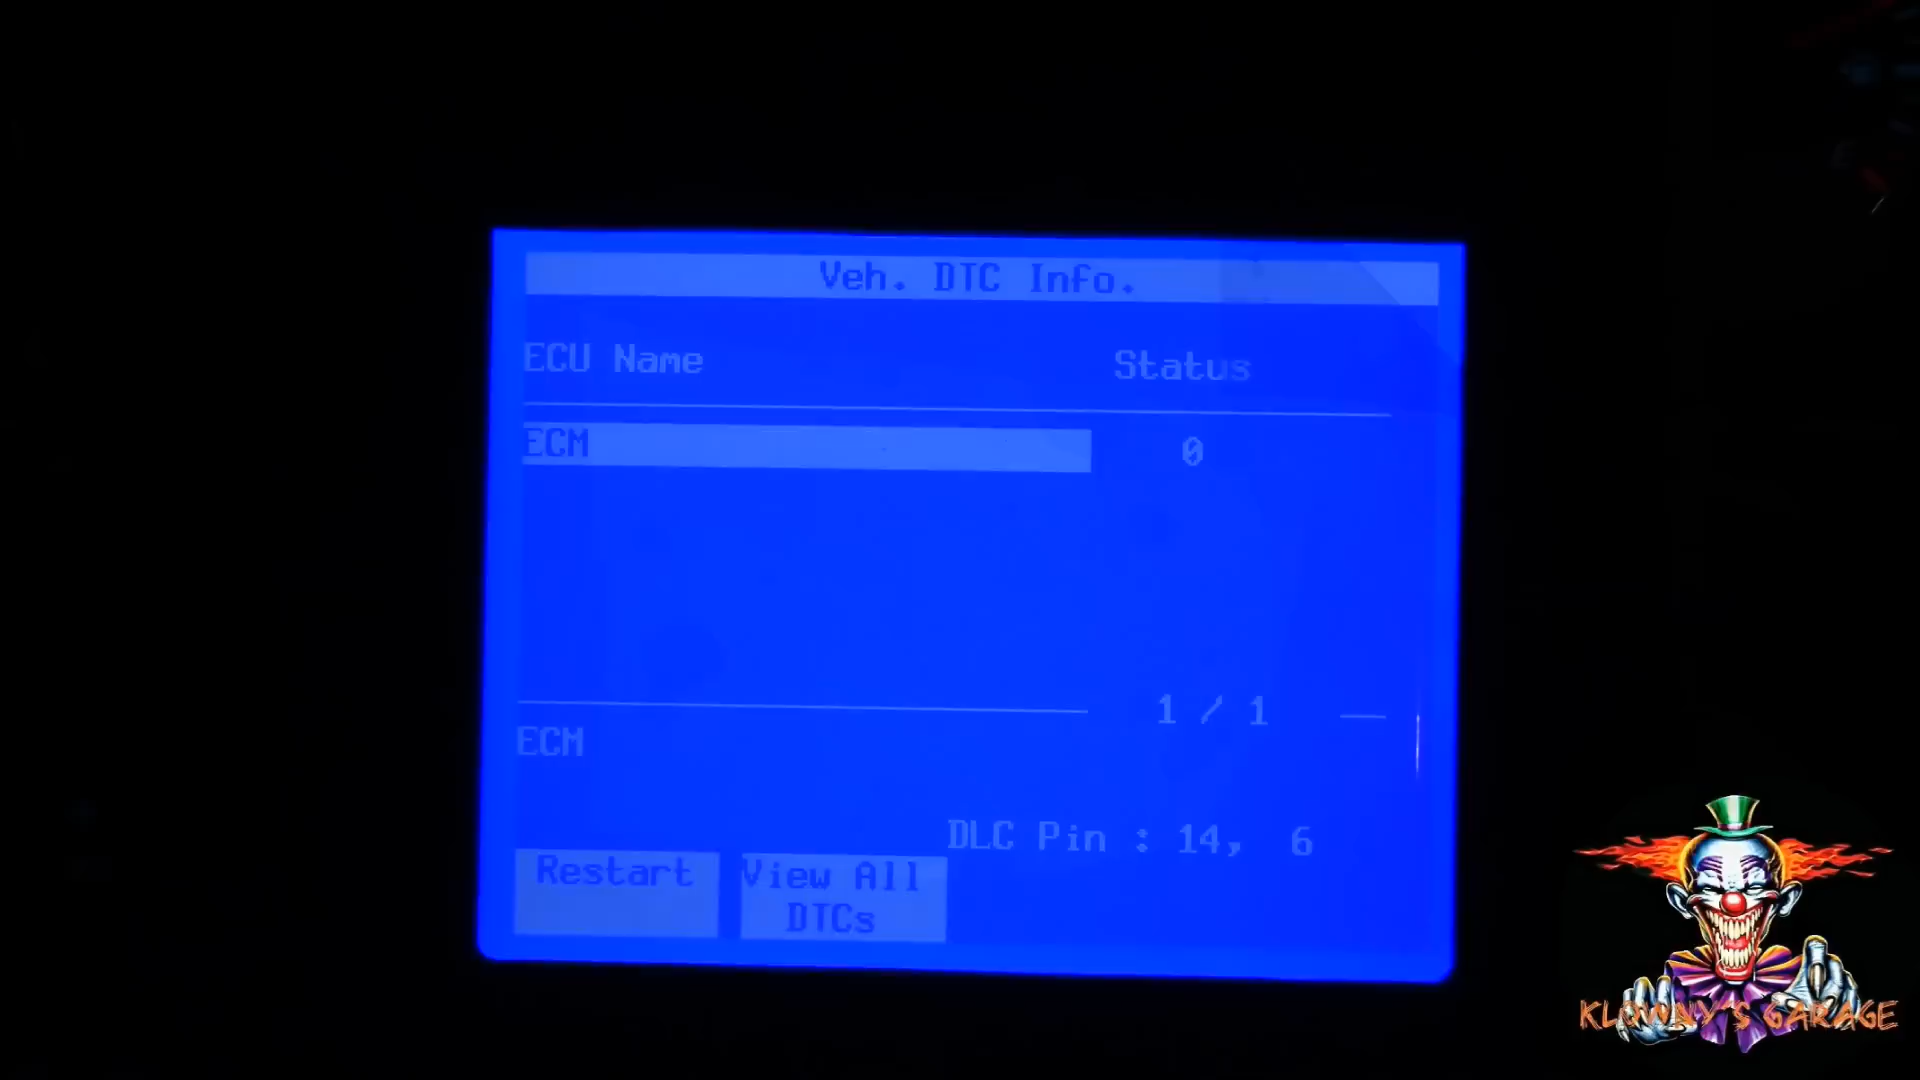 Veh. DTC Info.
ECU Name Status
ECM 0
1 / 1
ECM
DLC Pin : 14, 6
Restart View All
DTCs
KLOWNY'S GARAGE